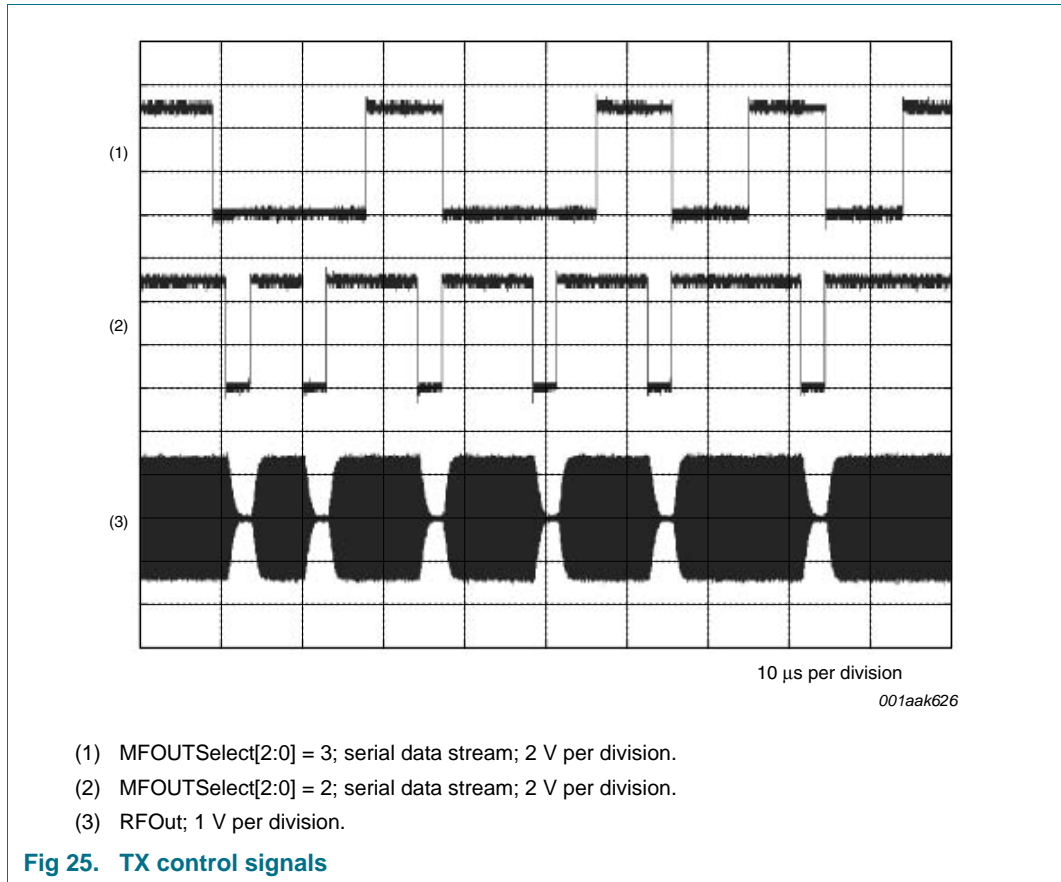 (1)
(2)
(3)
10 μs per division
001aak626
(1) MFOUTSelect[2:0] = 3; serial data stream; 2 V per division.
(2) MFOUTSelect[2:0] = 2; serial data stream; 2 V per division.
(3) RFOut; 1 V per division.
Fig 25. TX control signals